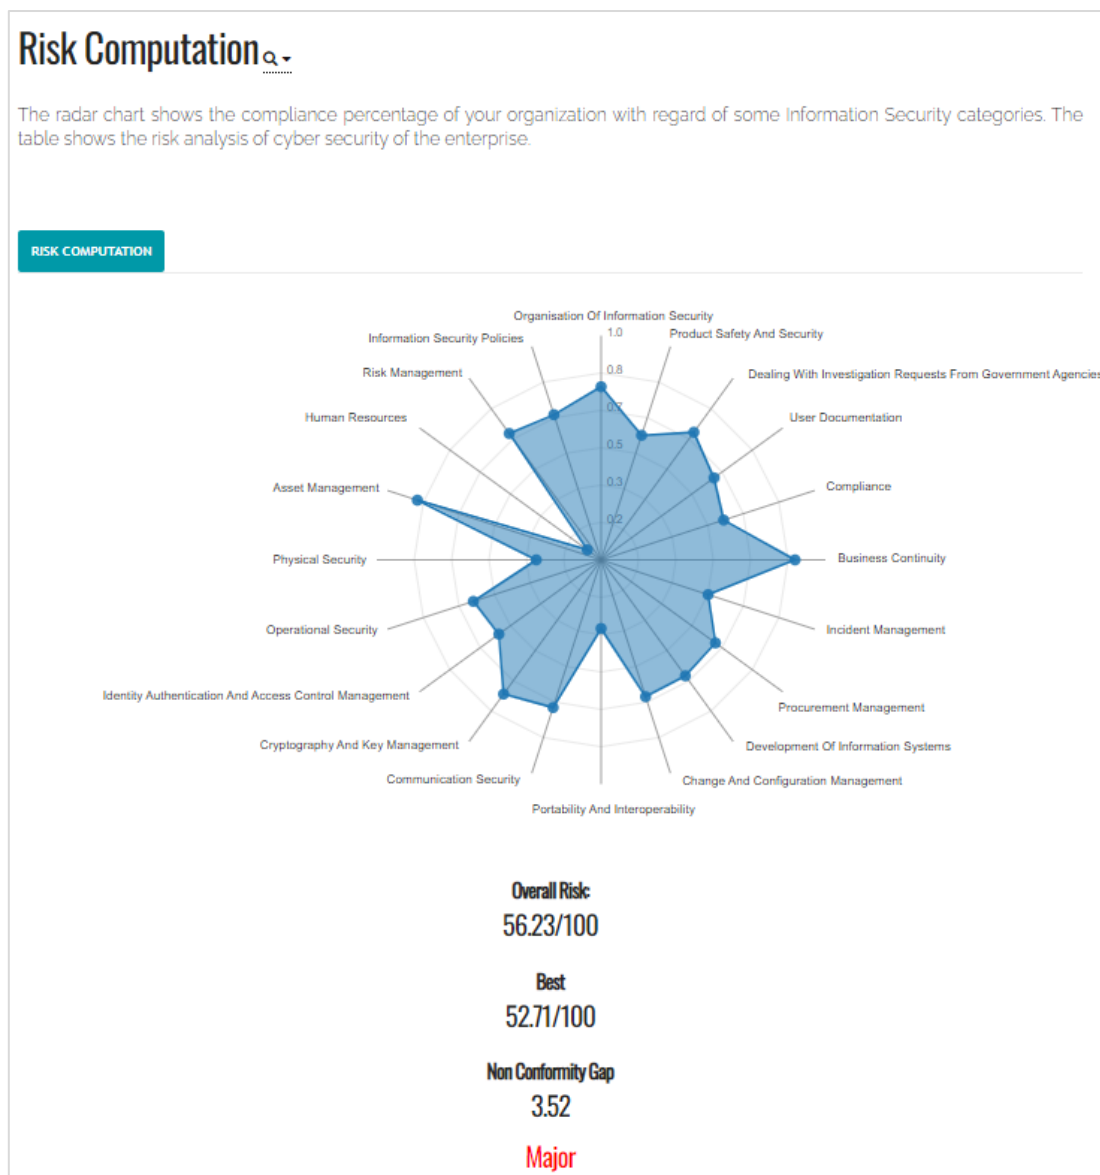 Risk Computation
The radar chart shows the compliance percentage of your organization with regard of some Information Security categories. The
table shows the risk analysis of cyber security of the enterprise.
RISK COMPUTATION
Organisation Of Information Security
Information Security Policies
1.0
Product Safety And Security
Risk Management
0.8
Dealing With Investigation Requests From Government Agencies
Human Resources
0.7
User Documentation
0.5
Asset Management
0.3
Compliance
0.2
Physical Security
Business Continuity
Operational Security
Incident Management
Identity Authentication And Access Control Management
Procurement Management
Cryptography And Key Management
Development Of Information Systems
Communication Security
Change And Configuration Management
Portability And Interoperability
Overall Risk:
56.23/100
Best
52.71/100
Non Conformity Gap
3.52
Major